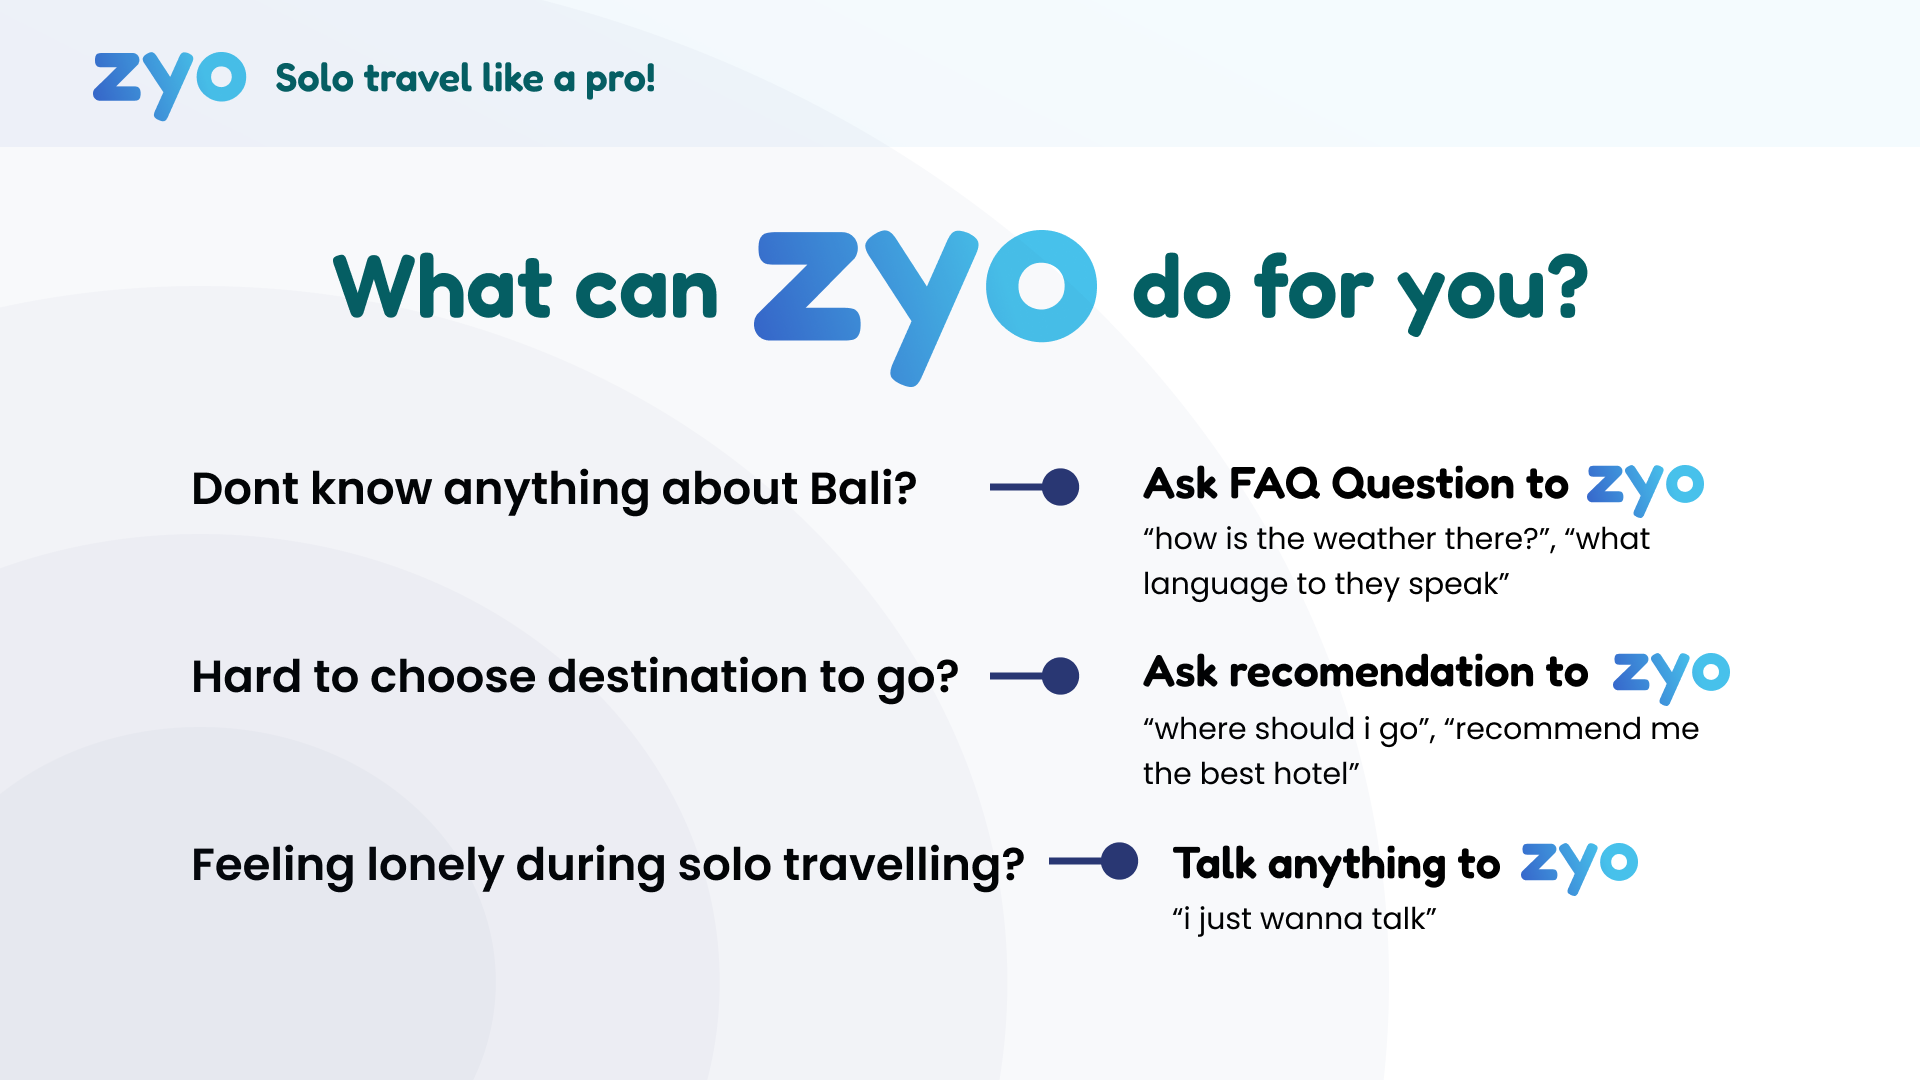 zyo Solo travel like a pro!
What can zyo do for you?
Dont know anything about Bali?
Ask FAQ Question to zyo
“how is the weather there?”, “what
language to they speak”
Hard to choose destination to go?
Ask recomendation to zyo
“where should i go”, “recommend me
the best hotel”
Feeling lonely during solo travelling?
Talk anything to zyo
“i just wanna talk”